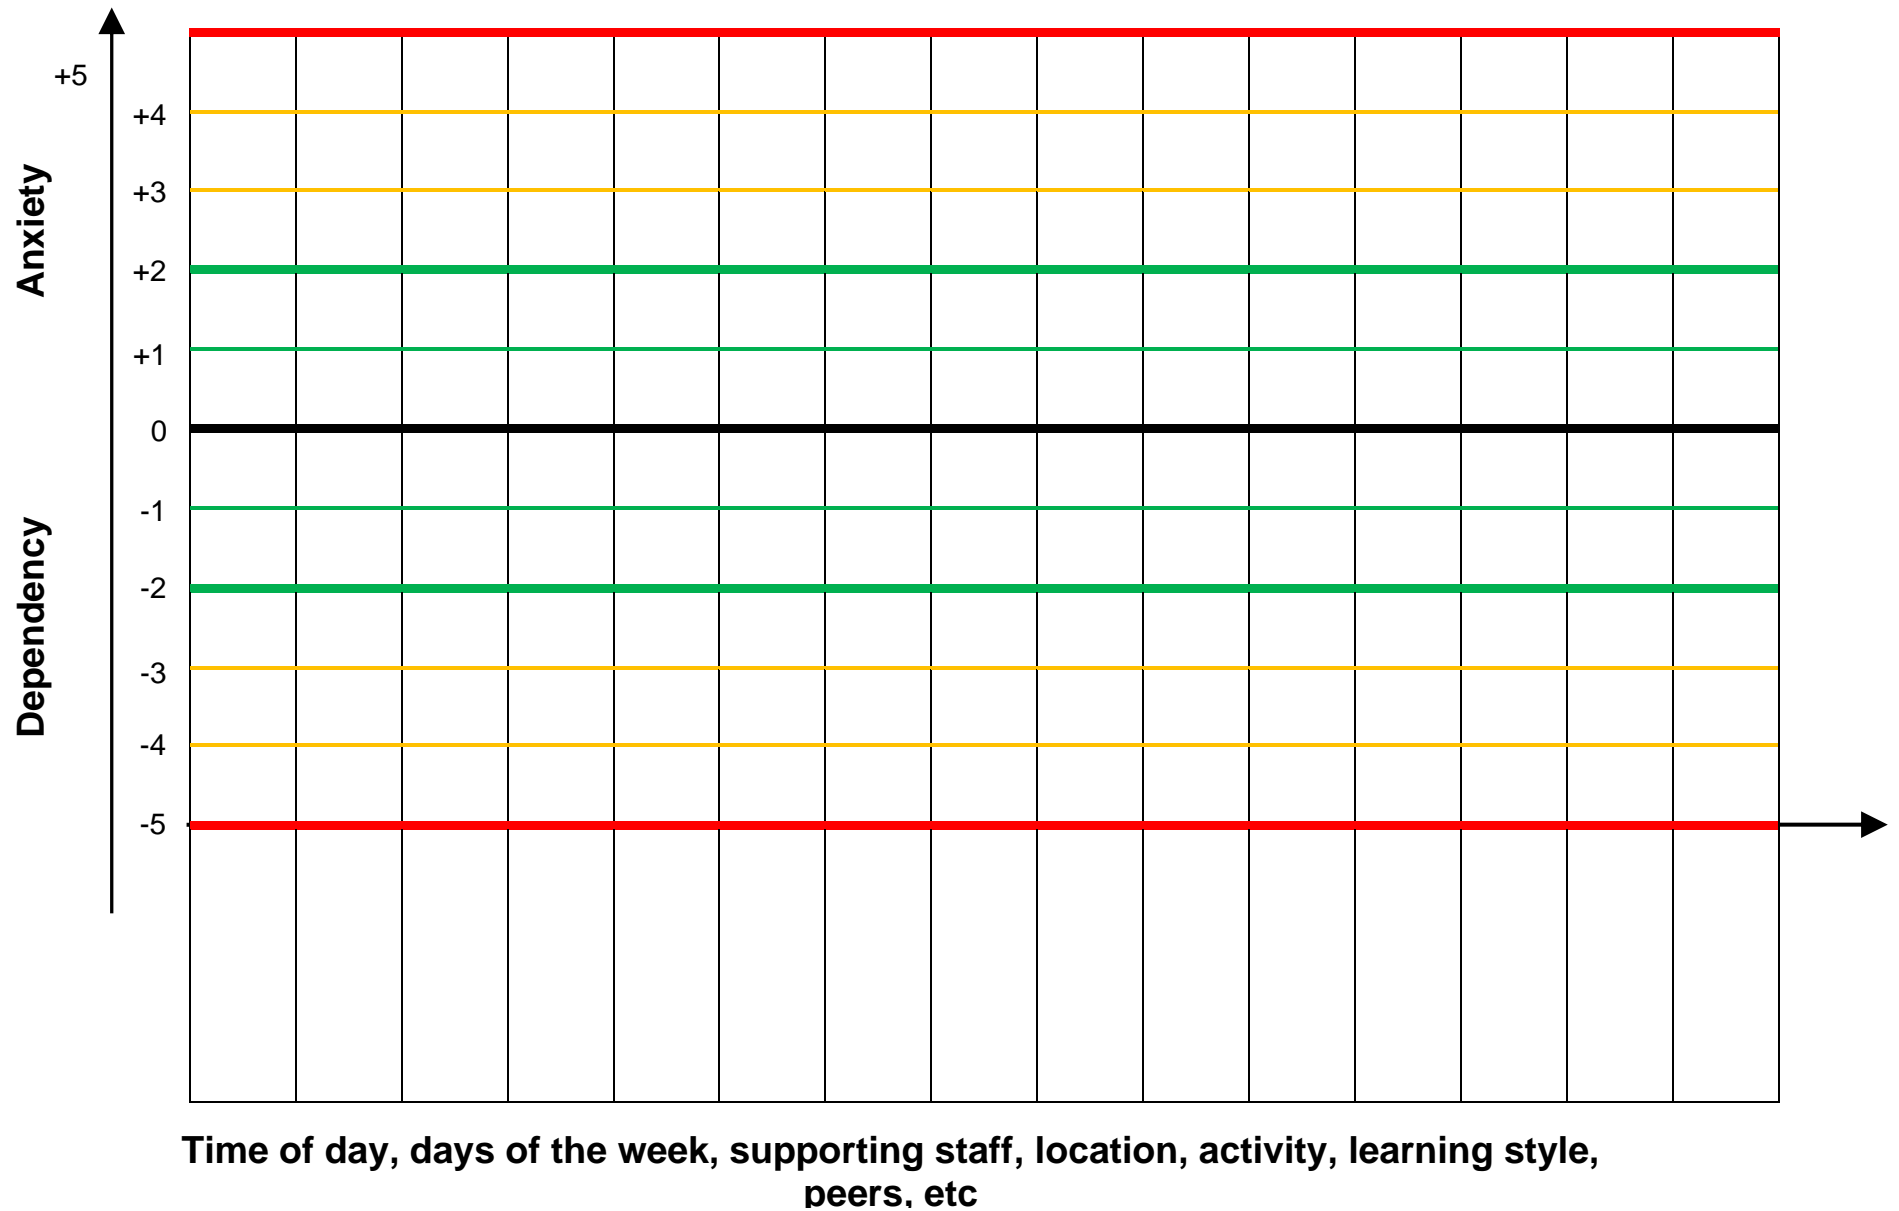 +5
+4
+3
Anxiety
+2
+1
0
-1
Dependency
-2
-3
-4
-5
Time of day, days of the week, supporting staff, location, activity, learning style,
peers, etc